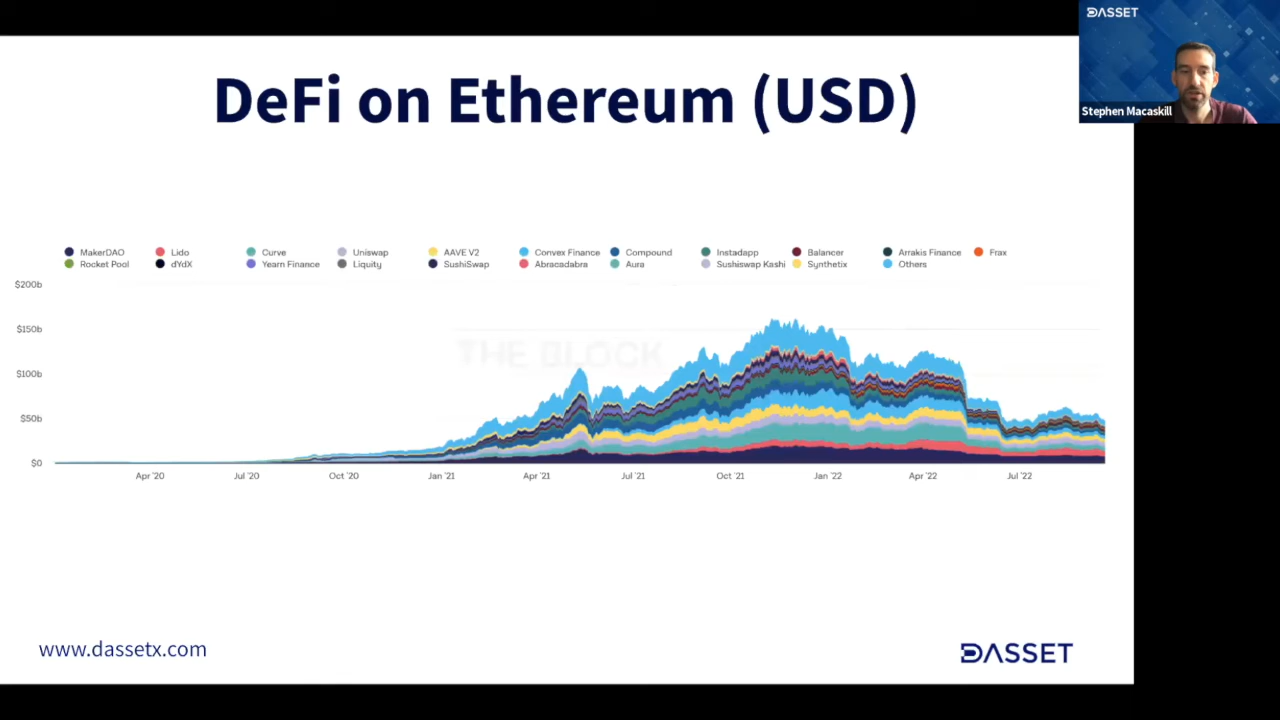 DASSET
Stephen Macaskill
DeFi on Ethereum (USD)
MakerDAO Lido Curve Uniswap AAVE V2 Convex Finance Compound Instadapp Balancer Arrakis Finance Frax
Rocket Pool dYdX Yearn Finance Liquity SushiSwap Abracadabra Aura Sushiswap Kashi Synthetix Others
$200b
$150b
THE BLOCK
$100b
$50b
$0
Apr '20 Jul '20 Oct '20 Jan '21 Apr '21 Jul '21 Oct '21 Jan '22 Apr '22 Jul '22
www.dassetx.com
DASSET